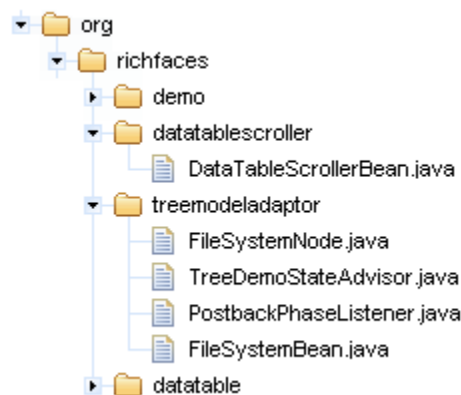 org
richfaces
demo
datatablescroller
DataTableScrollerBean.java
treemodeladaptor
FileSystemNode.java
TreeDemoStateAdvisor.java
PostbackPhaseListener.java
FileSystemBean.java
datatable